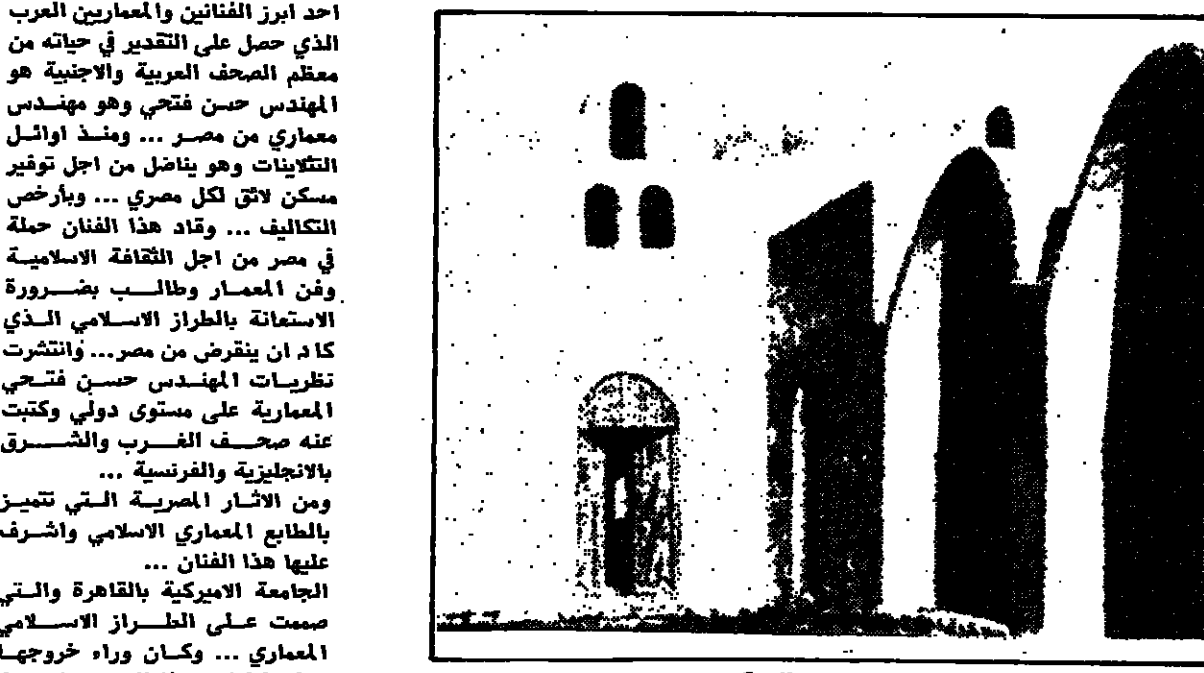 احد ابرز الفنانين والمعماريين العرب
الذي حصل على التقدير في حياته من
معظم الصحف العربية والاجنبية هو
المهندس حسن فتحي وهو مهندس
معماري من مصر ... ومنذ اوائل
الثلاثينات وهو يناضل من اجل توفير
مسكن لائق لكل مصري ... وبأرخص
التكاليف ... وقاد هذا الفنان حملة
في مصر من اجل الثقافة الاسلامية
وفن المعمار وطالب بضرورة
الاستعانة بالطراز الاسلامي الذي
كاد ان ينقرض من مصر... وانتشرت
نظريات المهندس حسن فتحي
المعمارية على مستوى دولي وكتبت
عنه صحف الغرب والشرق
بالانجليزية والفرنسية ...
ومن الاثار المصرية التي تتميز
بالطابع المعماري الاسلامي واشرف
عليها هذا الفنان ...
الجامعة الاميركية بالقاهرة والتي
صممت على الطراز الاسلامي
المعماري ... وكان وراء خروجها